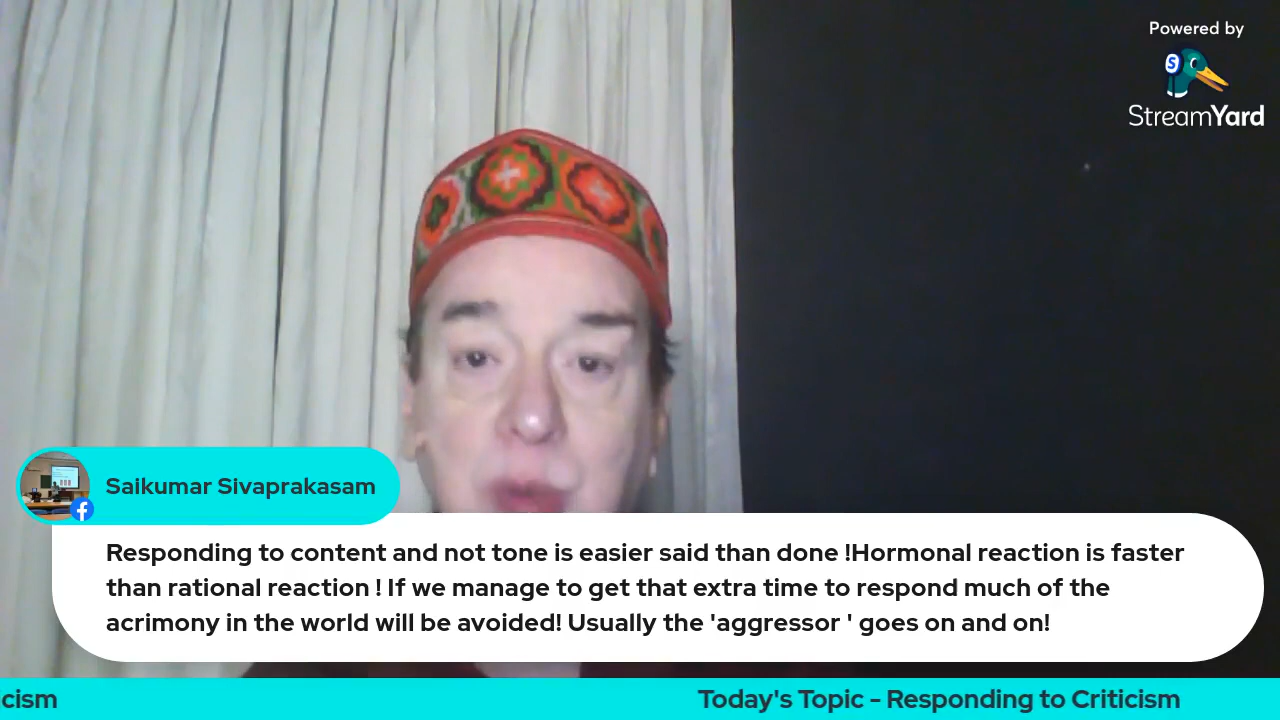 Powered by
S
StreamYard
Saikumar Sivaprakasam
Responding to content and not tone is easier said than done !Hormonal reaction is faster
than rational reaction ! If we manage to get that extra time to respond much of the
acrimony in the world will be avoided! Usually the 'aggressor ' goes on and on!
cism
Today's Topic - Responding to Criticism